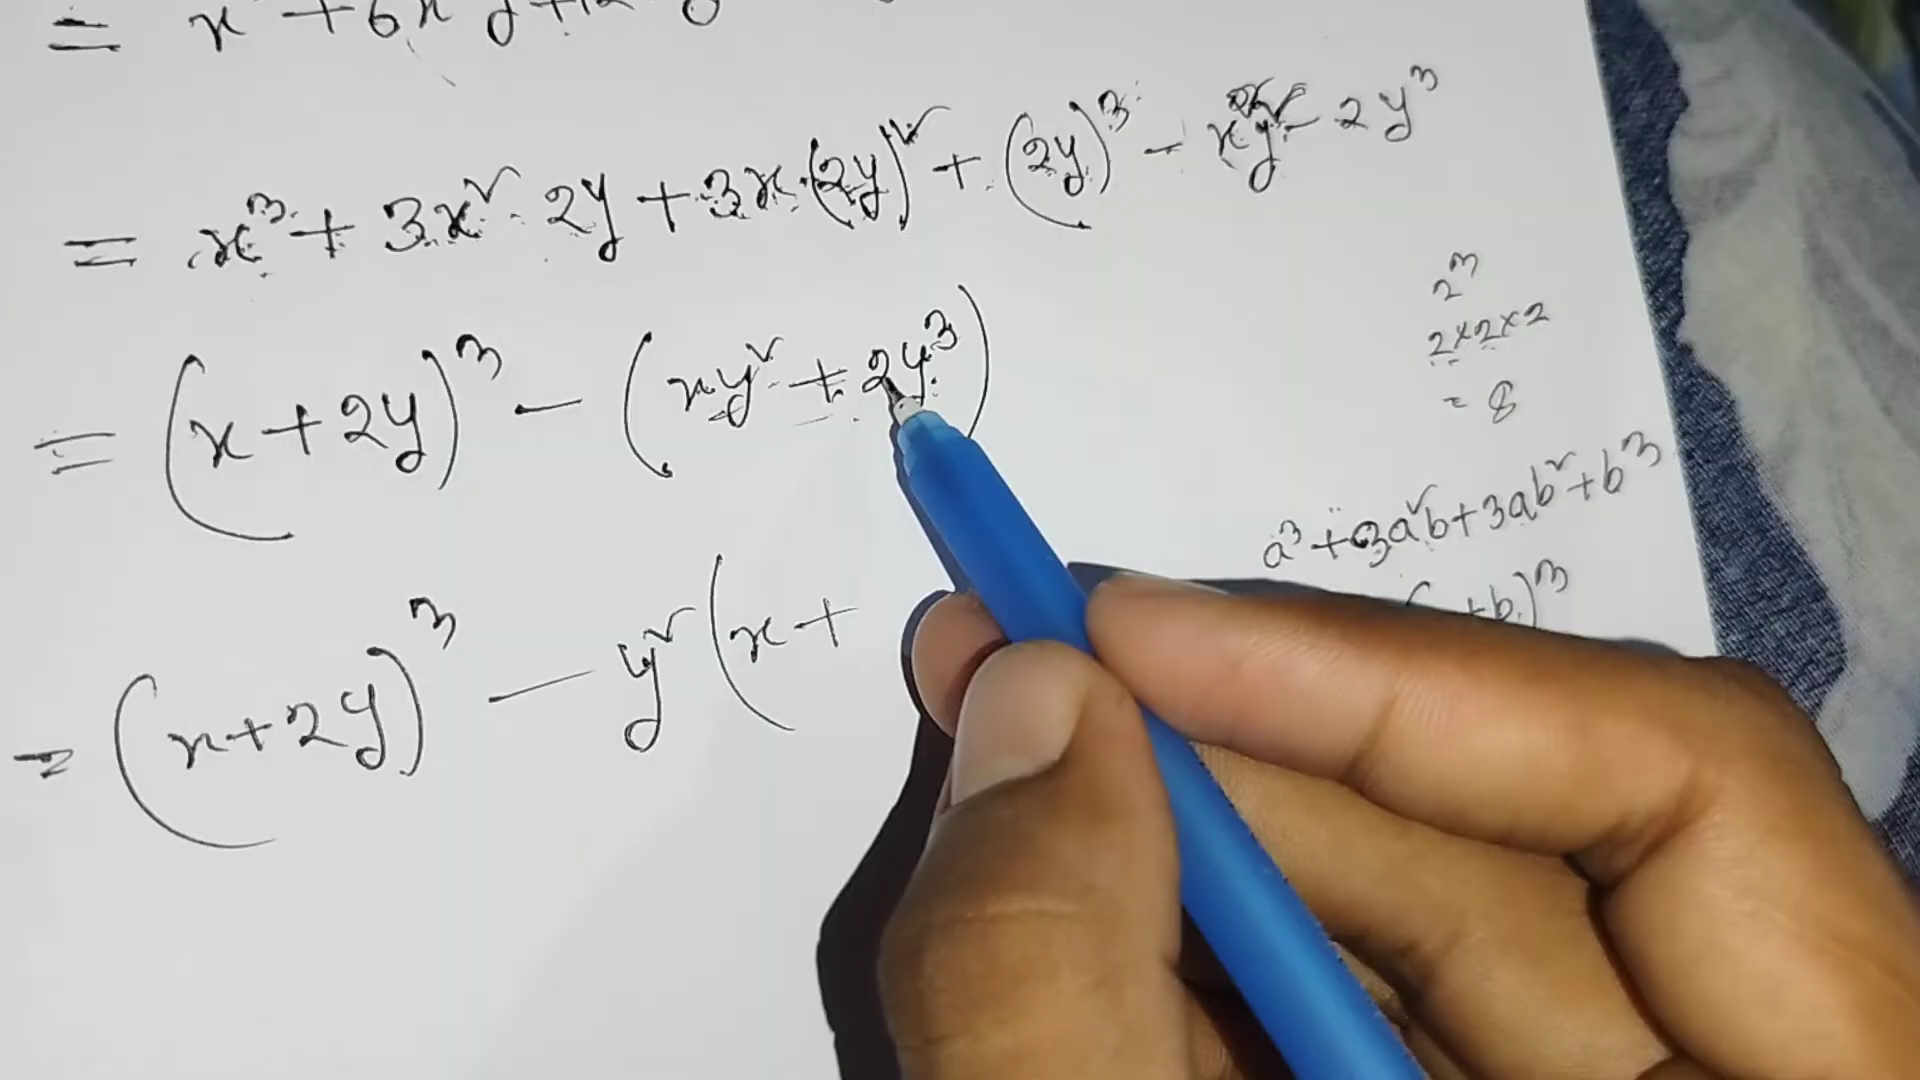 = x³ + 3x² · 2y + 3x · (2y)² + (2y)³ - xy² - 2y³
= (x + 2y)³ - (xy² + 2y³)
= (x + 2y)³ - y² (x +
2³
2×2×2
= 8
a³ + 3a²b + 3ab² + b³
+ b)³